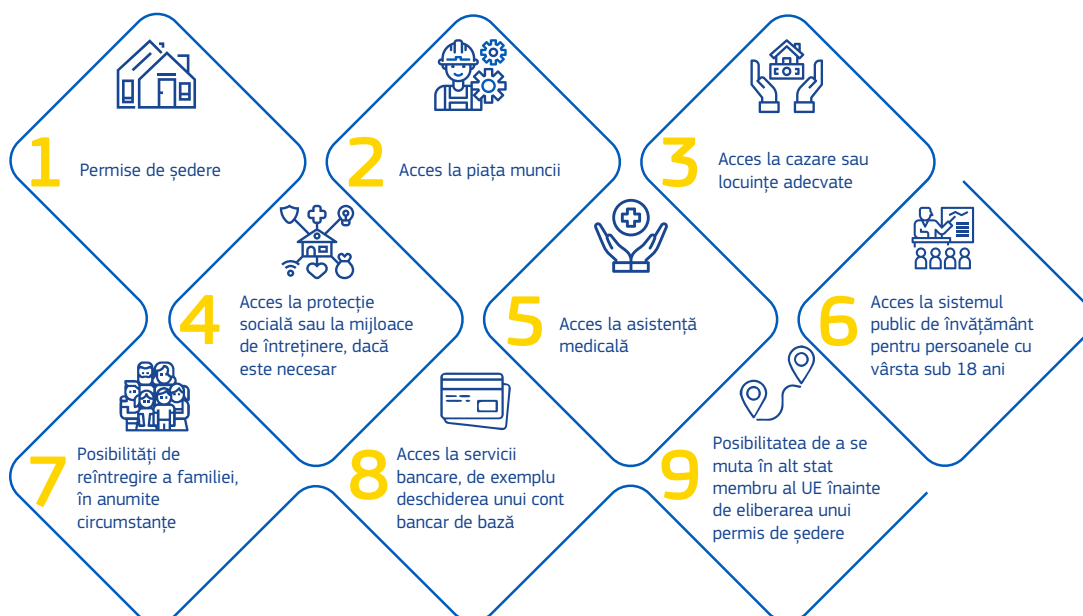 1
Permise de ședere
2
Acces la piața muncii
3
Acces la cazare sau
locuințe adecvate
4
Acces la protecție
socială sau la mijloace
de întreținere, dacă
este necesar
5
Acces la asistență
medicală
6
Acces la sistemul
public de învățământ
pentru persoanele cu
vârsta sub 18 ani
7
Posibilități de
reîntregire a familiei,
în anumite
circumstanțe
8
Acces la servicii
bancare, de exemplu
deschiderea unui cont
bancar de bază
9
Posibilitatea de a se
muta în alt stat
membru al UE înainte
de eliberarea unui
permis de ședere